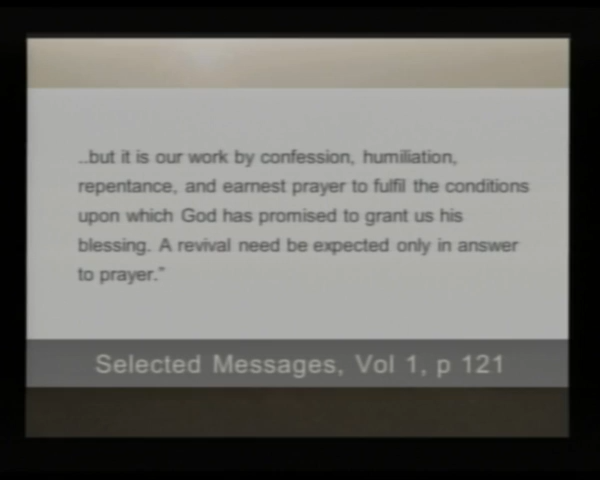 ..but it is our work by confession, humiliation,
repentance, and earnest prayer to fulfil the conditions
upon which God has promised to grant us his
blessing. A revival need be expected only in answer
to prayer."
Selected Messages, Vol 1, p 121